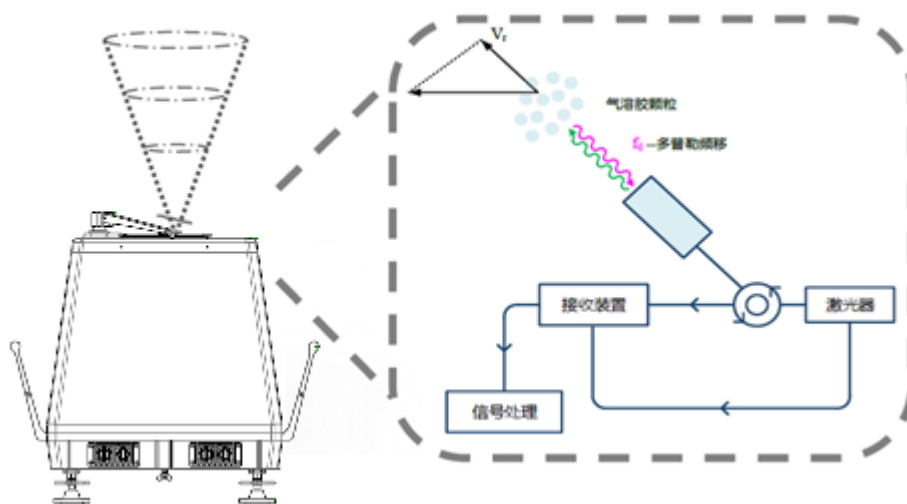 Vr
气溶胶颗粒
fd—多普勒频移
接收装置
激光器
信号处理